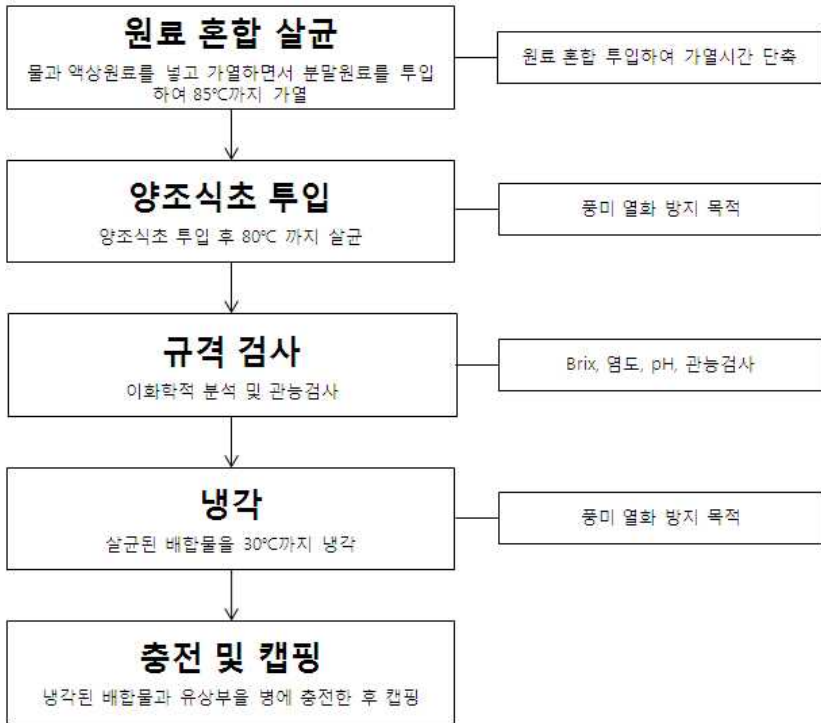 원료 혼합 살균
물과 액상원료를 넣고 가열하면서 분말원료를 투입
하여 85℃까지 가열
원료 혼합 투입하여 가열시간 단축
양조식초 투입
양조식초 투입 후 80℃ 까지 살균
풍미 열화 방지 목적
규격 검사
이화학적 분석 및 관능검사
Brix, 염도, pH, 관능검사
냉각
살균된 배합물을 30℃까지 냉각
풍미 열화 방지 목적
충전 및 캡핑
냉각된 배합물과 유상부을 병에 충전한 후 캡핑